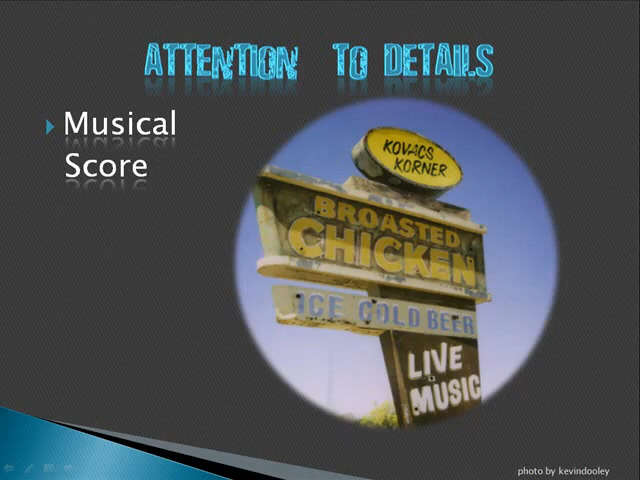 ATTENTION TO DETAILS
Musical
Score
KOVACS
KORNER
BROASTED
CHICKEN
ICE COLD BEER
LIVE
MUSIC
photo by kevindooley